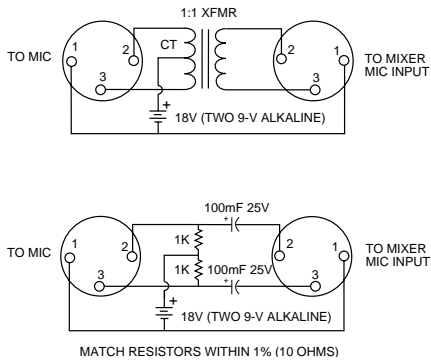 1:1 XFMR
TO MIC
1
2
3
CT
2
1
3
TO MIXER
MIC INPUT
+
18V (TWO 9-V ALKALINE)
100mF 25V
+
TO MIC
1
2
3
1K
1K
100mF 25V
+
2
1
3
TO MIXER
MIC INPUT
+
18V (TWO 9-V ALKALINE)
MATCH RESISTORS WITHIN 1% (10 OHMS)